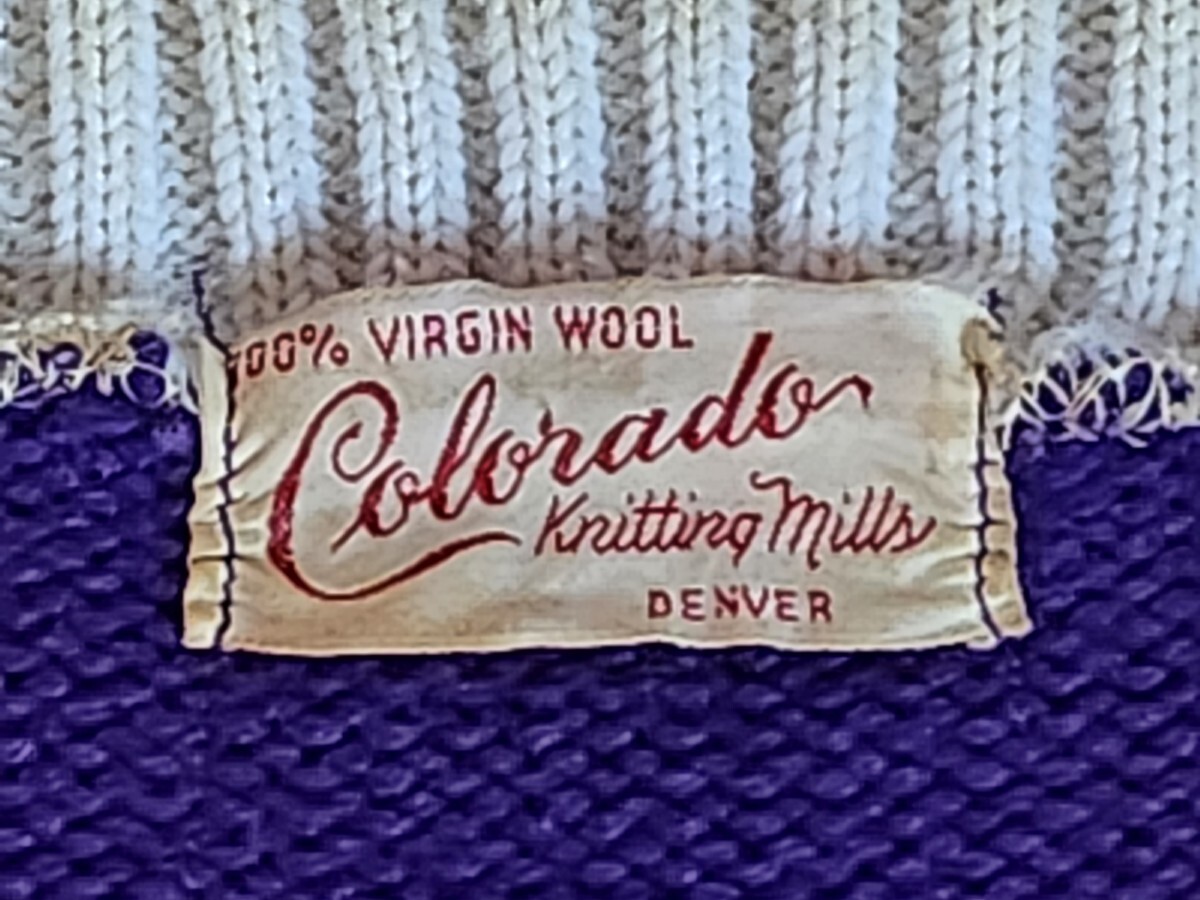 100% VIRGIN WOOL
Colorado
Knitting Mills
DENVER